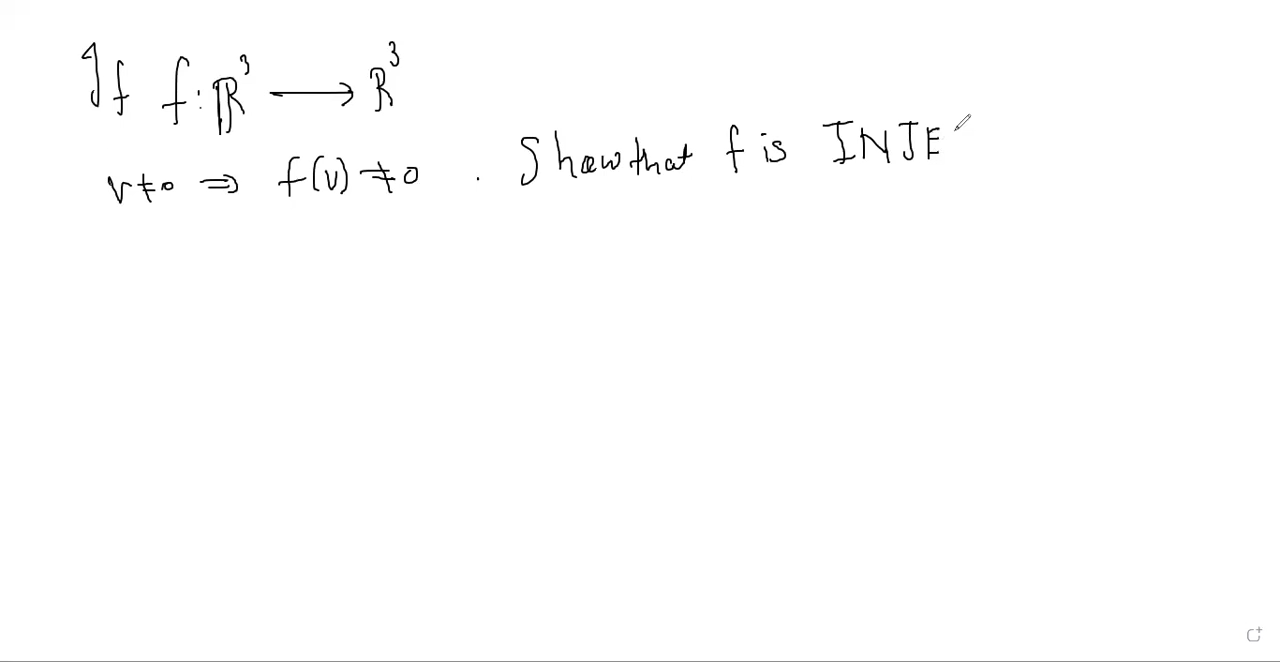 If f: ℝ³ ⟶ ℝ³
v≠0 ⇒ f(v) ≠0 . Show that f is INJE